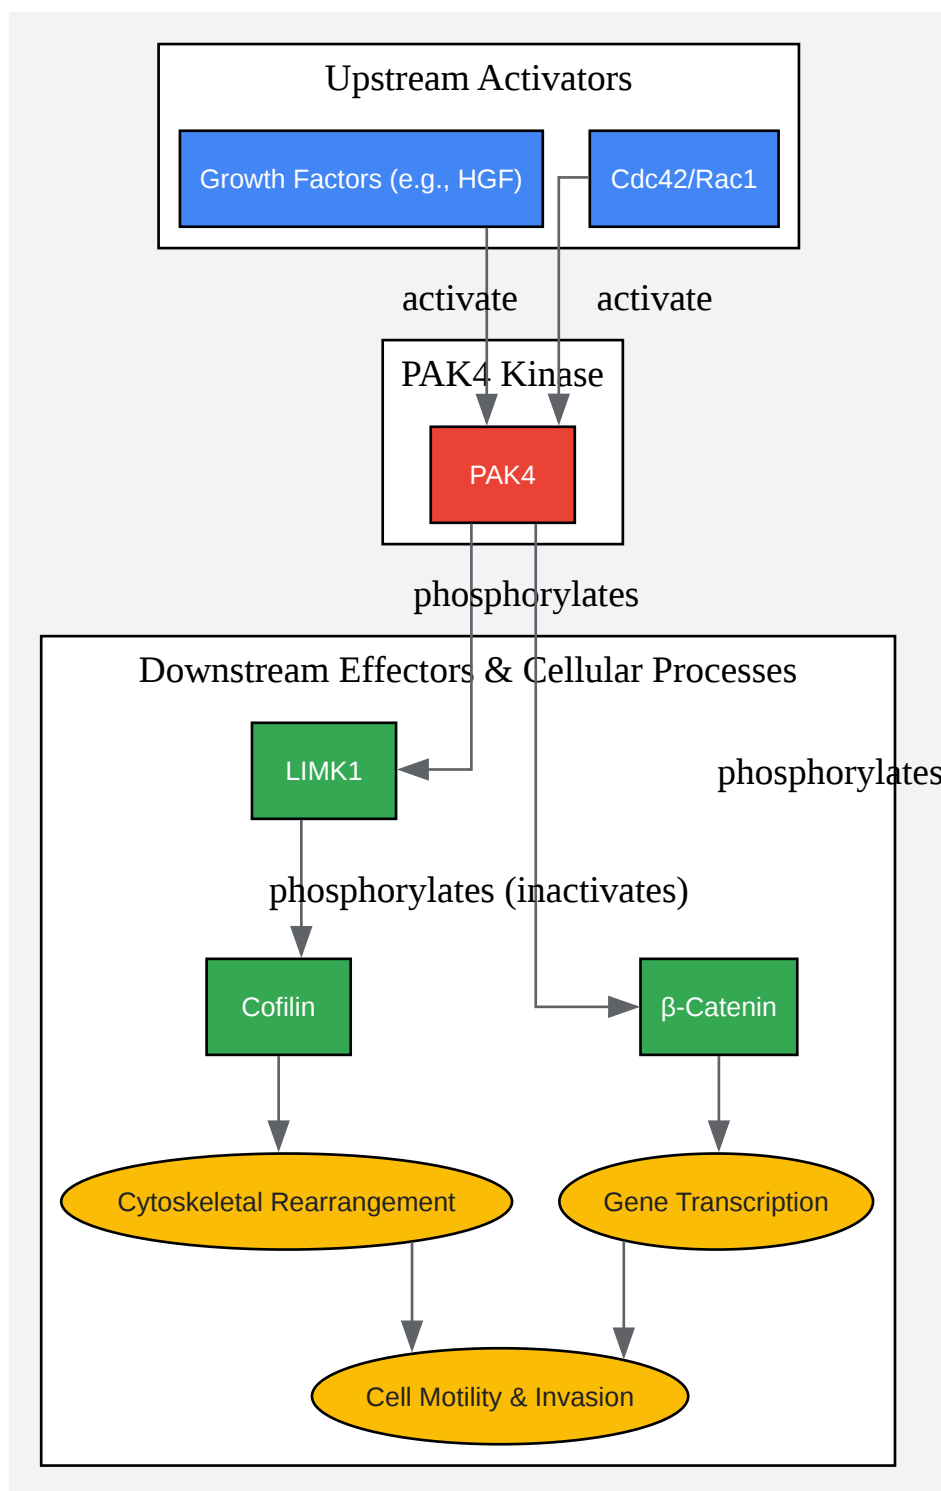 Upstream Activators
Growth Factors (e.g., HGF)
Cdc42/Rac1
activate
activate
PAK4 Kinase
PAK4
phosphorylates
Downstream Effectors & Cellular Processes
LIMK1
phosphorylates
phosphorylates (inactivates)
Cofilin
β-Catenin
Cytoskeletal Rearrangement
Gene Transcription
Cell Motility & Invasion